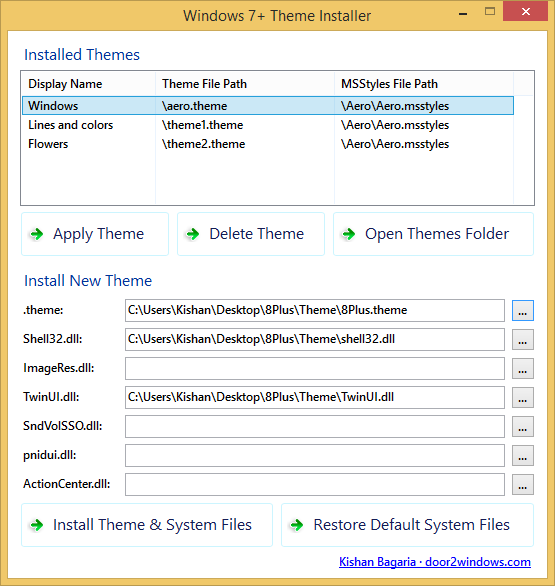 Windows 7+ Theme Installer
Installed Themes
Display Name Theme File Path MSStyles File Path
Windows \aero.theme \Aero\Aero.msstyles
Lines and colors \theme1.theme \Aero\Aero.msstyles
Flowers \theme2.theme \Aero\Aero.msstyles
Apply Theme Delete Theme Open Themes Folder
Install New Theme
.theme: C:\Users\Kishan\Desktop\8Plus\Theme\8Plus.theme ...
Shell32.dll: C:\Users\Kishan\Desktop\8Plus\Theme\shell32.dll ...
ImageRes.dll: ...
TwinUI.dll: C:\Users\Kishan\Desktop\8Plus\Theme\TwinUI.dll ...
SndVolSSO.dll: ...
pnidui.dll: ...
ActionCenter.dll: ...
Install Theme & System Files Restore Default System Files
Kishan Bagaria · door2windows.com